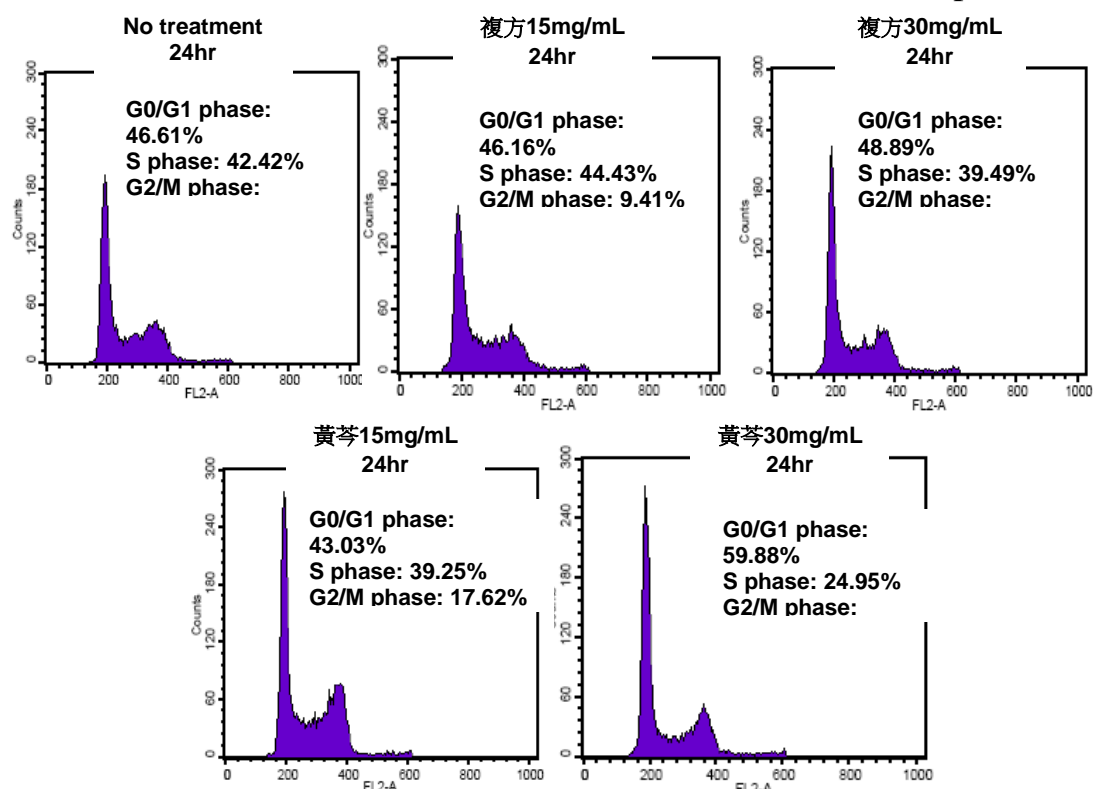 No treatment
24hr
300
240
180
120
60
0
Counts
G0/G1 phase:
46.61%
S phase: 42.42%
G2/M phase:
0 200 400 600 800 1000
FL2-A
複方15mg/mL
24hr
300
240
180
120
60
0
Counts
G0/G1 phase:
46.16%
S phase: 44.43%
G2/M phase: 9.41%
0 200 400 600 800 1000
FL2-A
複方30mg/mL
24hr
300
240
180
120
60
0
Counts
G0/G1 phase:
48.89%
S phase: 39.49%
G2/M phase:
0 200 400 600 800 1000
FL2-A
黃芩15mg/mL
24hr
300
240
180
120
60
0
Counts
G0/G1 phase:
43.03%
S phase: 39.25%
G2/M phase: 17.62%
0 200 400 600 800 1000
FL2-A
黃芩30mg/mL
24hr
300
240
180
120
60
0
Counts
G0/G1 phase:
59.88%
S phase: 24.95%
G2/M phase:
0 200 400 600 800 1000
FL2-A